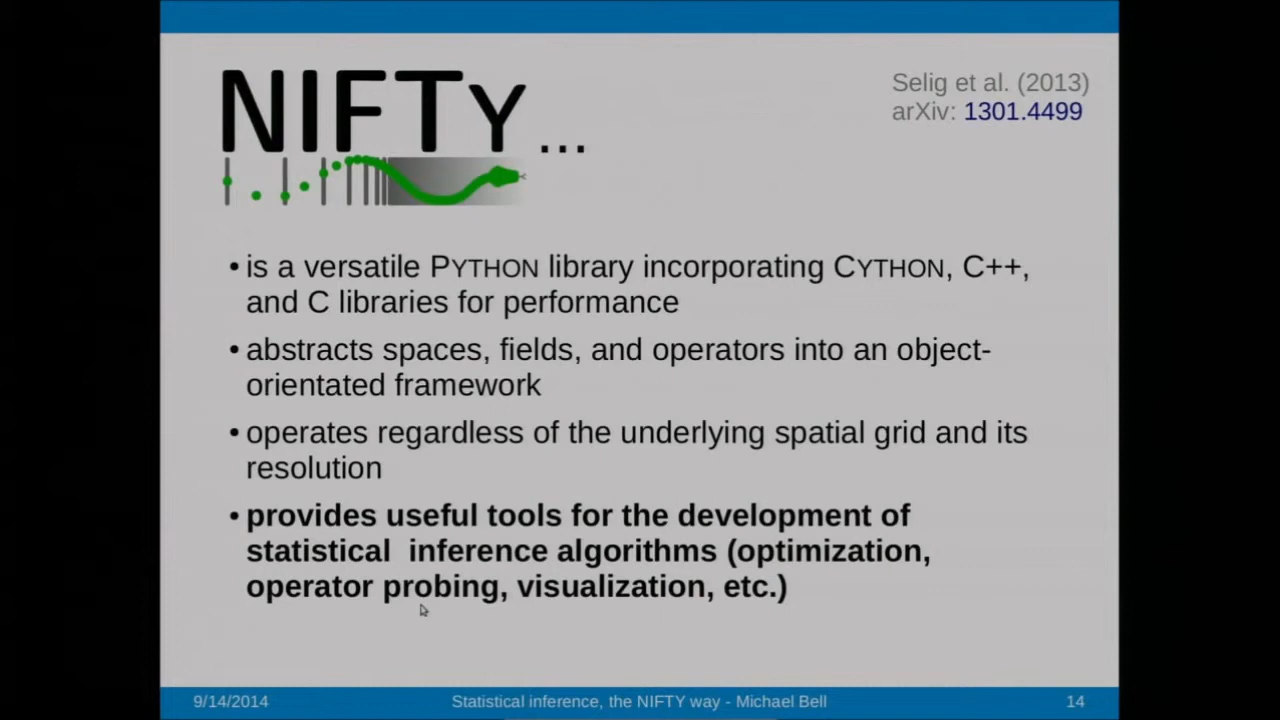 NIFTY...
Selig et al. (2013)
arXiv: 1301.4499
• is a versatile PYTHON library incorporating CYTHON, C++,
and C libraries for performance
• abstracts spaces, fields, and operators into an object-
orientated framework
• operates regardless of the underlying spatial grid and its
resolution
• provides useful tools for the development of
statistical inference algorithms (optimization,
operator probing, visualization, etc.)
9/14/2014
Statistical inference, the NIFTY way - Michael Bell
14